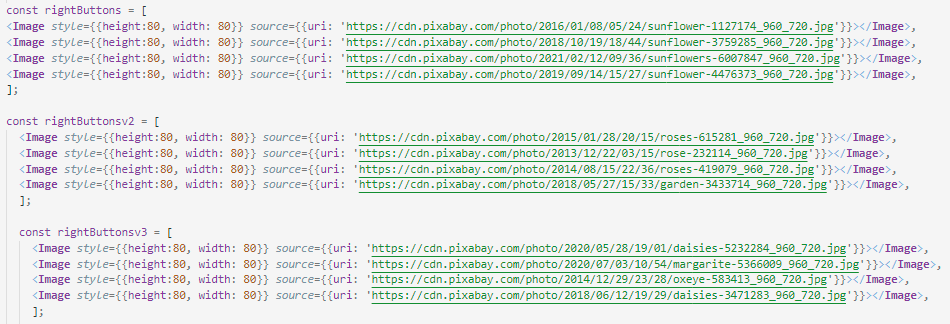 const rightButtons = [
<Image style={{height:80, width: 80}} source={{uri: 'https://cdn.pixabay.com/photo/2016/01/08/05/24/sunflower-1127174_960_720.jpg'}}></Image>,
<Image style={{height:80, width: 80}} source={{uri: 'https://cdn.pixabay.com/photo/2018/10/19/18/44/sunflower-3759285_960_720.jpg'}}></Image>,
<Image style={{height:80, width: 80}} source={{uri: 'https://cdn.pixabay.com/photo/2021/02/12/09/36/sunflowers-6007847_960_720.jpg'}}></Image>,
<Image style={{height:80, width: 80}} source={{uri: 'https://cdn.pixabay.com/photo/2019/09/14/15/27/sunflower-4476373_960_720.jpg'}}></Image>,
];
const rightButtonsv2 = [
<Image style={{height:80, width: 80}} source={{uri: 'https://cdn.pixabay.com/photo/2015/01/28/20/15/roses-615281_960_720.jpg'}}></Image>,
<Image style={{height:80, width: 80}} source={{uri: 'https://cdn.pixabay.com/photo/2013/12/22/03/15/rose-232114_960_720.jpg'}}></Image>,
<Image style={{height:80, width: 80}} source={{uri: 'https://cdn.pixabay.com/photo/2014/08/15/22/36/roses-419079_960_720.jpg'}}></Image>,
<Image style={{height:80, width: 80}} source={{uri: 'https://cdn.pixabay.com/photo/2018/05/27/15/33/garden-3433714_960_720.jpg'}}></Image>,
];
const rightButtonsv3 = [
<Image style={{height:80, width: 80}} source={{uri: 'https://cdn.pixabay.com/photo/2020/05/28/19/01/daisies-5232284_960_720.jpg'}}></Image>,
<Image style={{height:80, width: 80}} source={{uri: 'https://cdn.pixabay.com/photo/2020/07/03/10/54/margarite-5366009_960_720.jpg'}}></Image>,
<Image style={{height:80, width: 80}} source={{uri: 'https://cdn.pixabay.com/photo/2014/12/29/23/28/oxeye-583413_960_720.jpg'}}></Image>,
<Image style={{height:80, width: 80}} source={{uri: 'https://cdn.pixabay.com/photo/2018/06/12/19/29/daisies-3471283_960_720.jpg'}}></Image>,
];